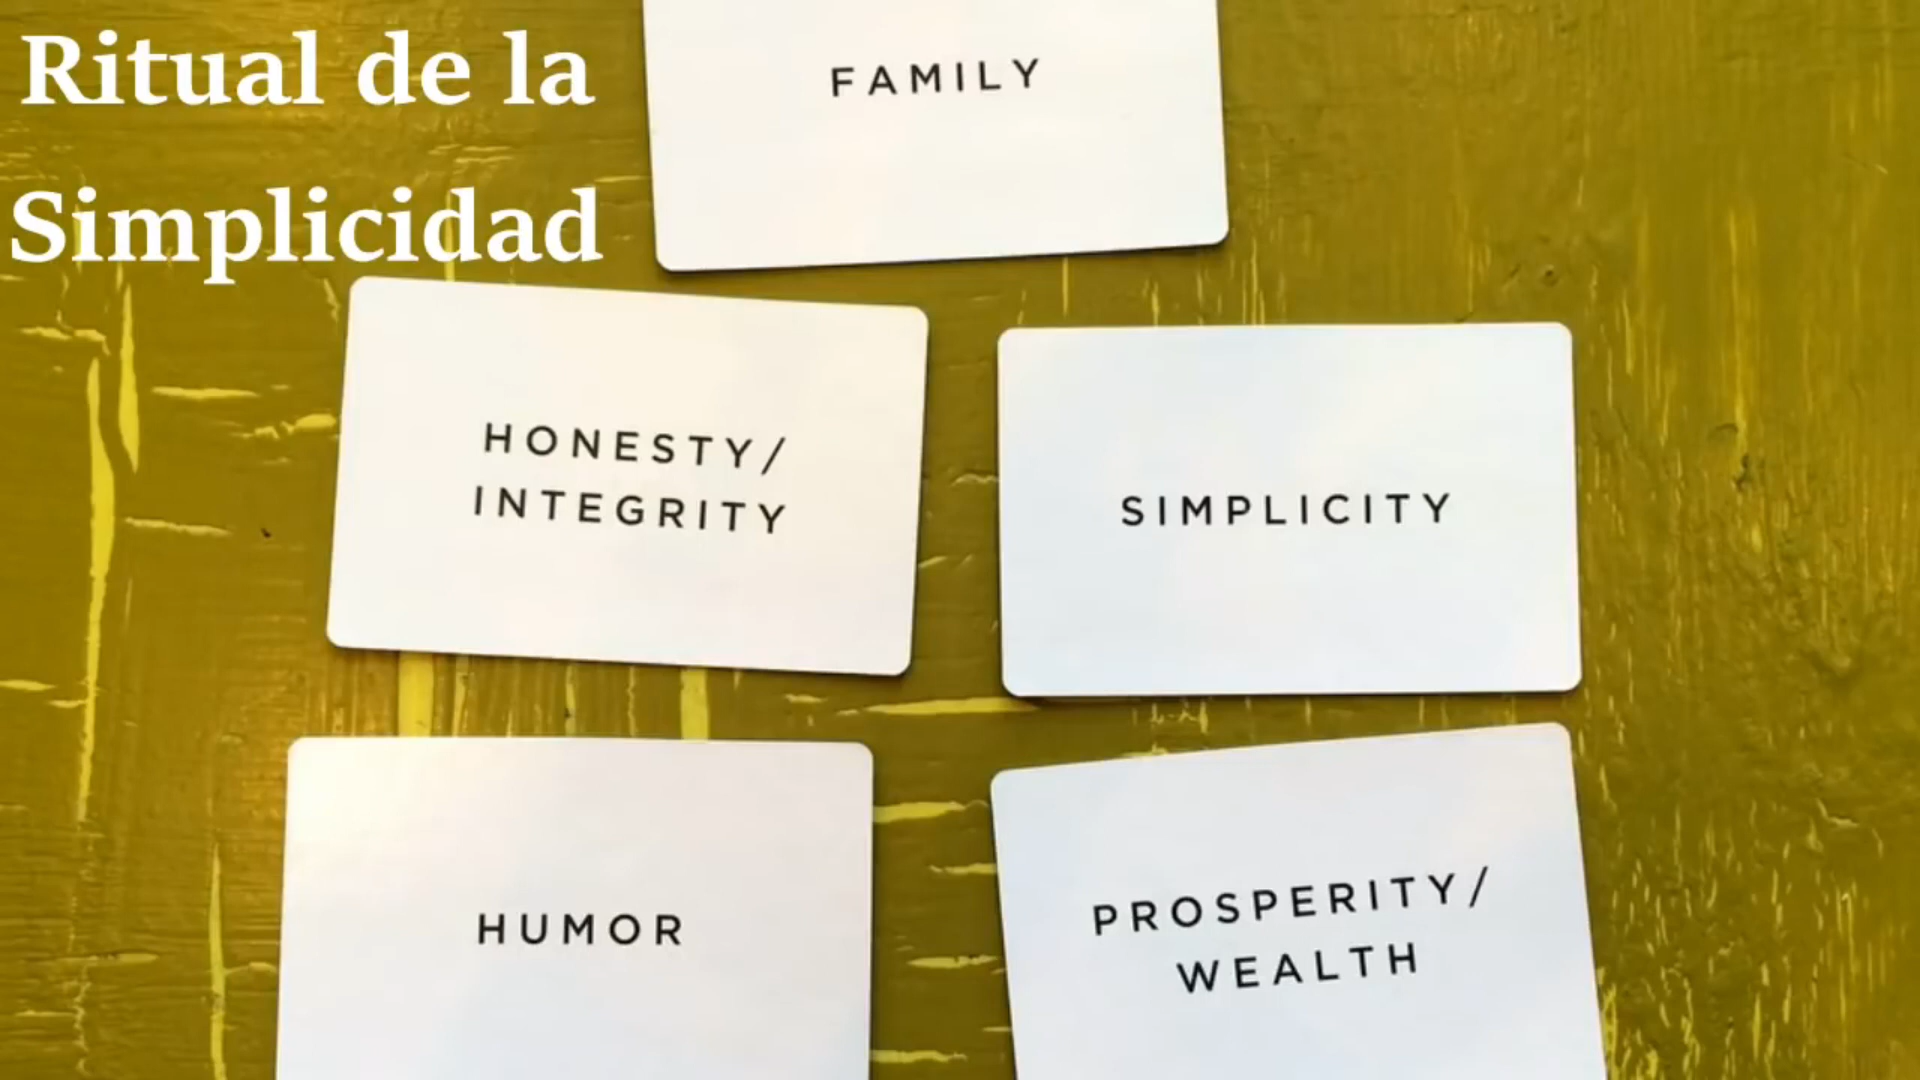 Ritual de la
Simplicidad
FAMILY
HONESTY/
INTEGRITY
SIMPLICITY
HUMOR
PROSPERITY/
WEALTH